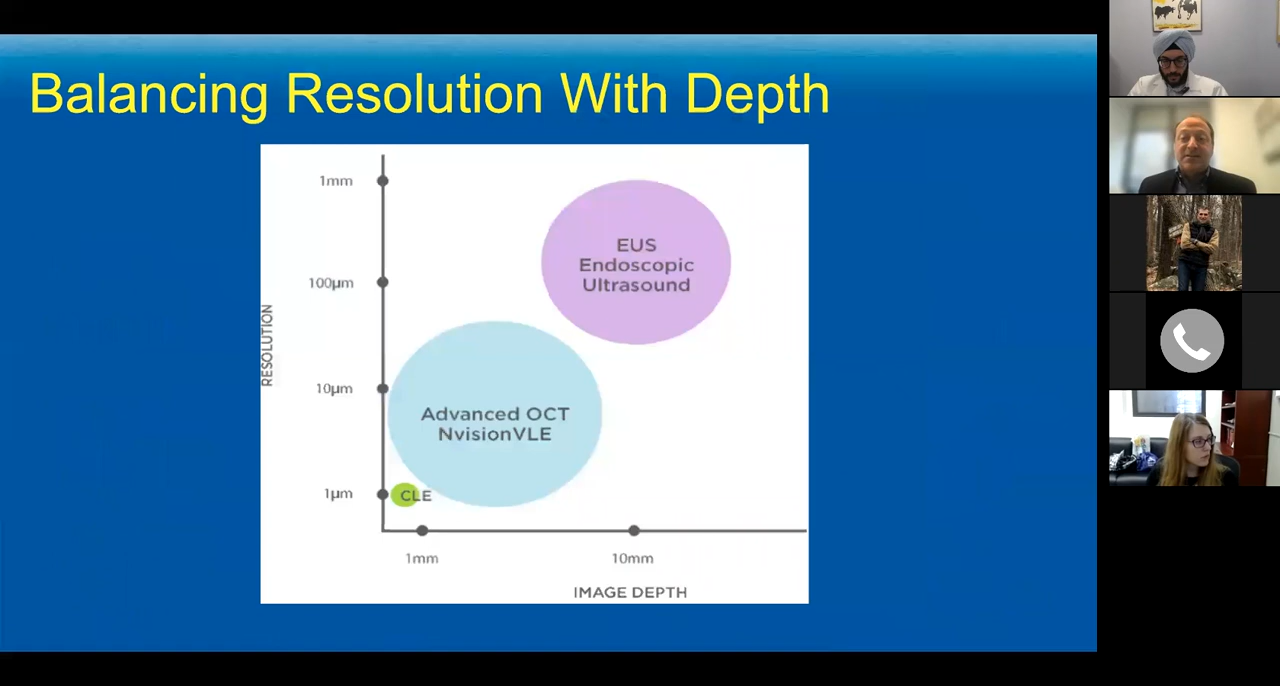 Balancing Resolution With Depth
1mm
100µm
10µm
1µm
RESOLUTION
EUS
Endoscopic
Ultrasound
Advanced OCT
NvisionVLE
CLE
1mm
10mm
IMAGE DEPTH